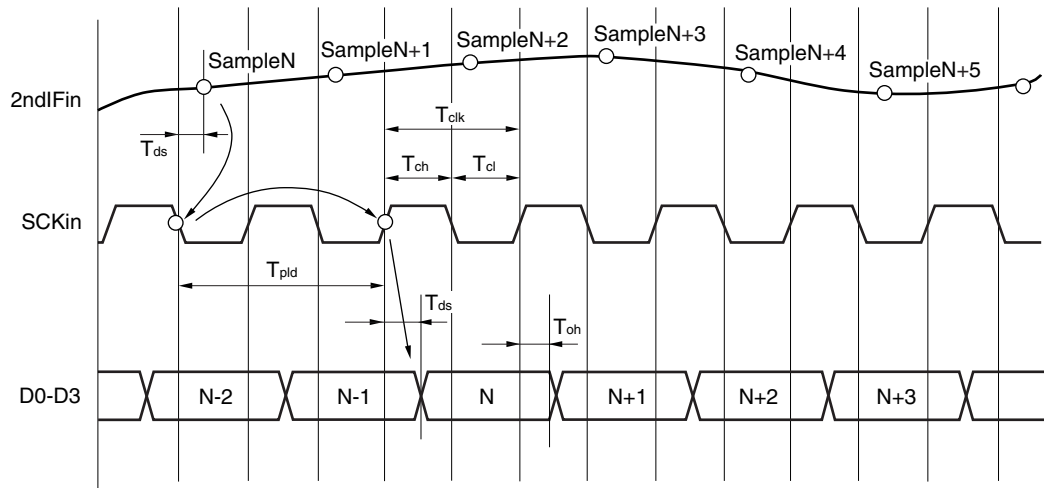 SampleN
SampleN+1
SampleN+2
SampleN+3
SampleN+4
SampleN+5
2ndIFin
Tds
Tclk
Tch
Tcl
SCKin
Tpld
Tds
Toh
D0-D3
N-2
N-1
N
N+1
N+2
N+3